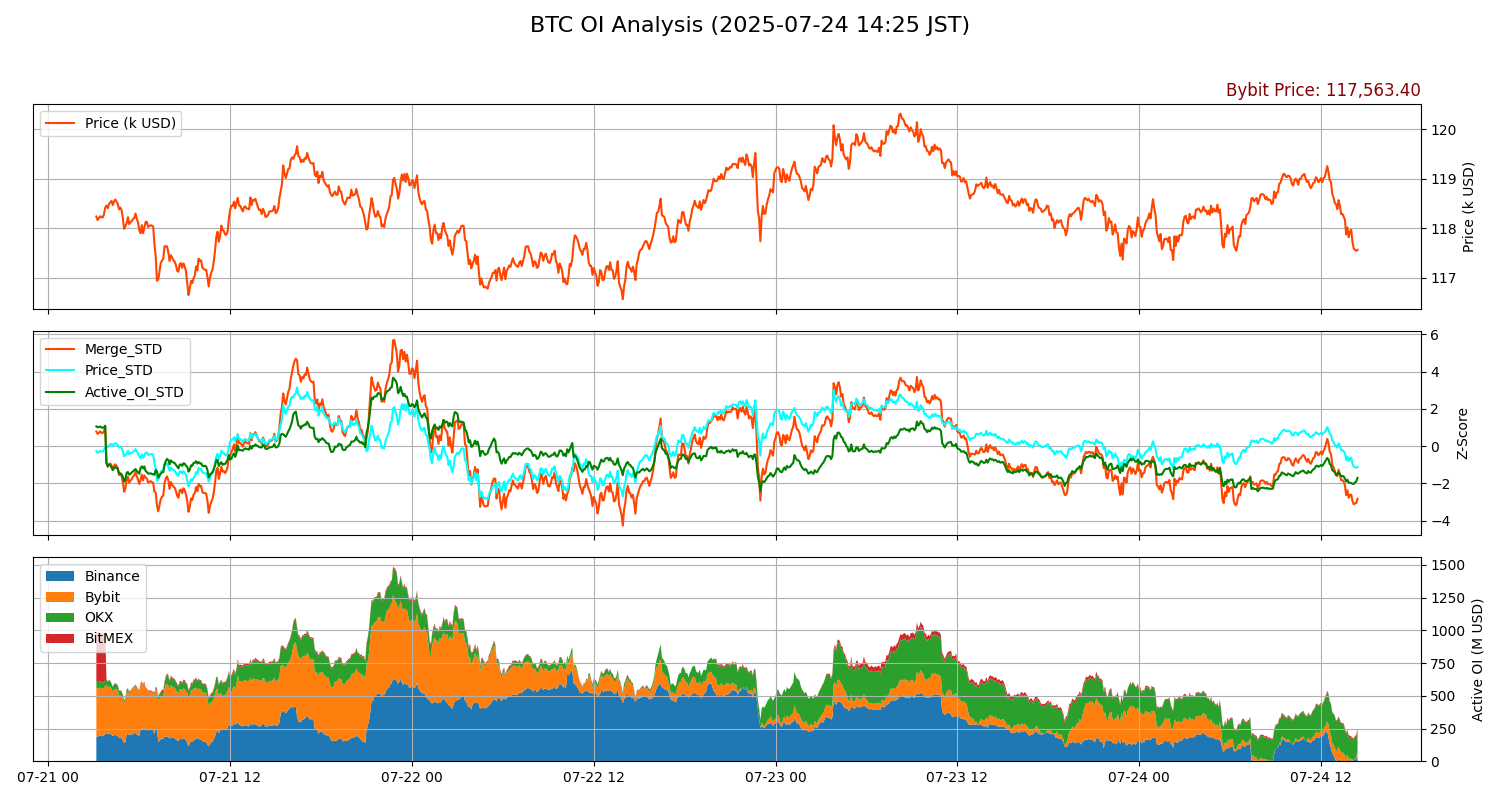 BTC OI Analysis (2025-07-24 14:25 JST)
Bybit Price: 117,563.40
Price (k USD)
120
119
118
117
Price (k USD)
Merge_STD
Price_STD
Active_OI_STD
6
4
2
0
−2
−4
Z-Score
Binance
Bybit
OKX
BitMEX
1500
1250
1000
750
500
250
0
Active OI (M USD)
07-21 00
07-21 12
07-22 00
07-22 12
07-23 00
07-23 12
07-24 00
07-24 12